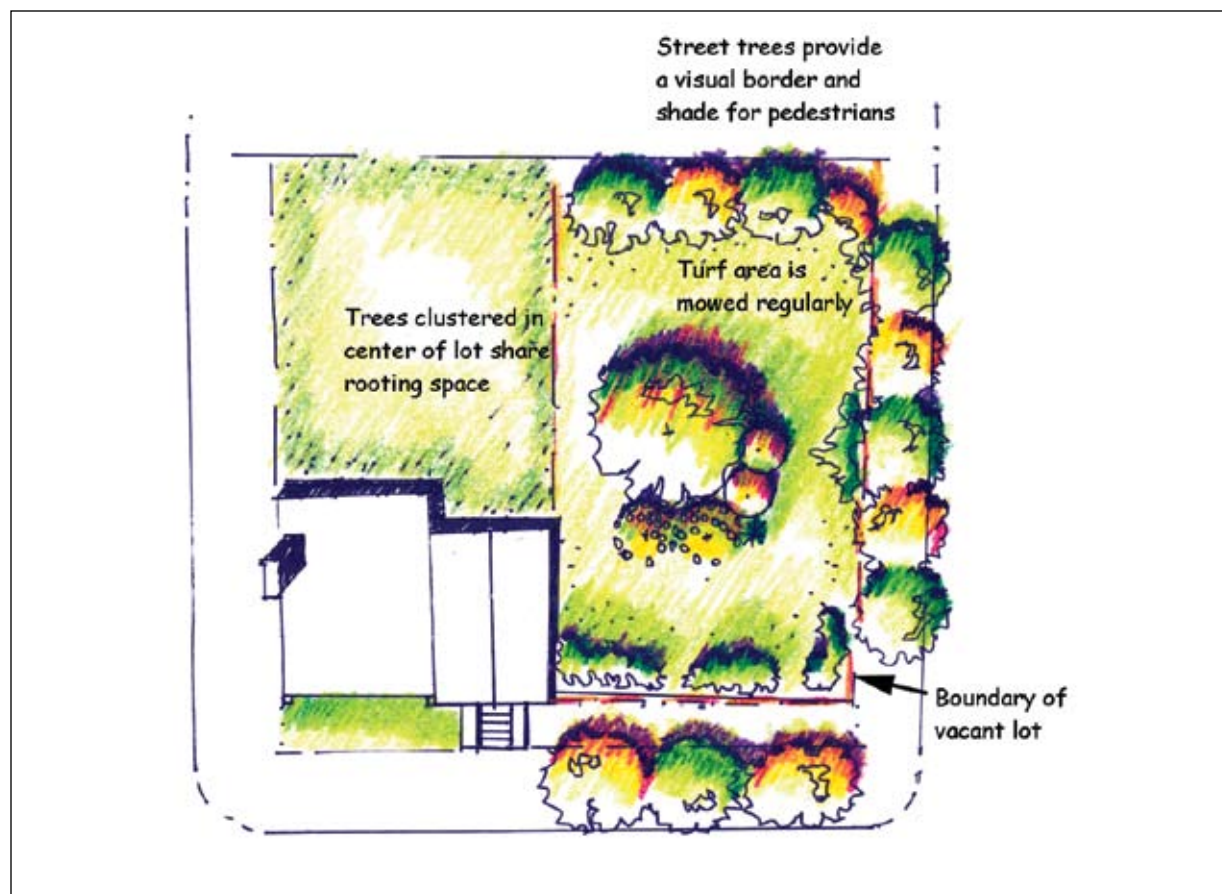 Street trees provide
a visual border and
shade for pedestrians
Turf area is
mowed regularly
Trees clustered in
center of lot share
rooting space
Boundary of
vacant lot